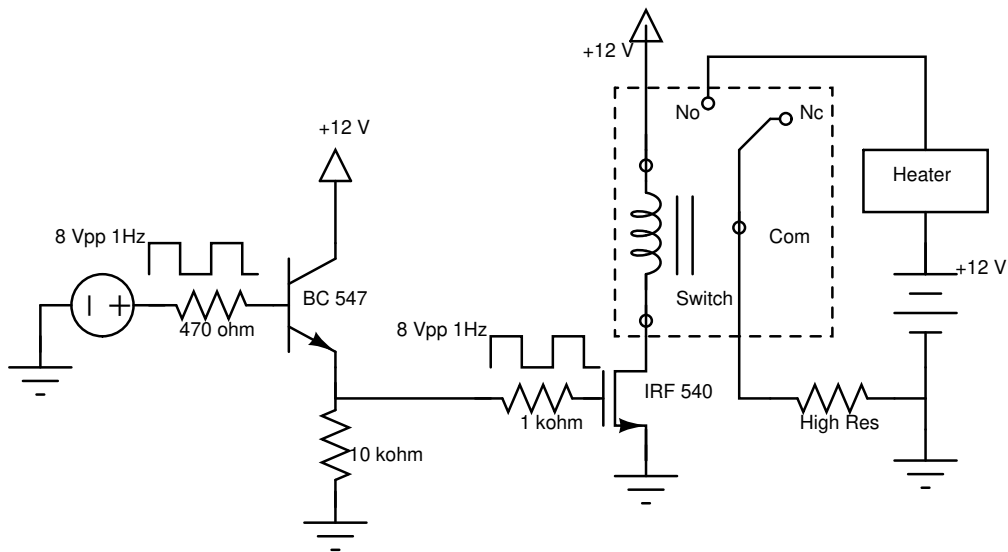 +12 V
No
Nc
+12 V
Heater
8 Vpp 1Hz
Com
+12 V
BC 547
Switch
470 ohm
8 Vpp 1Hz
IRF 540
1 kohm
High Res
10 kohm